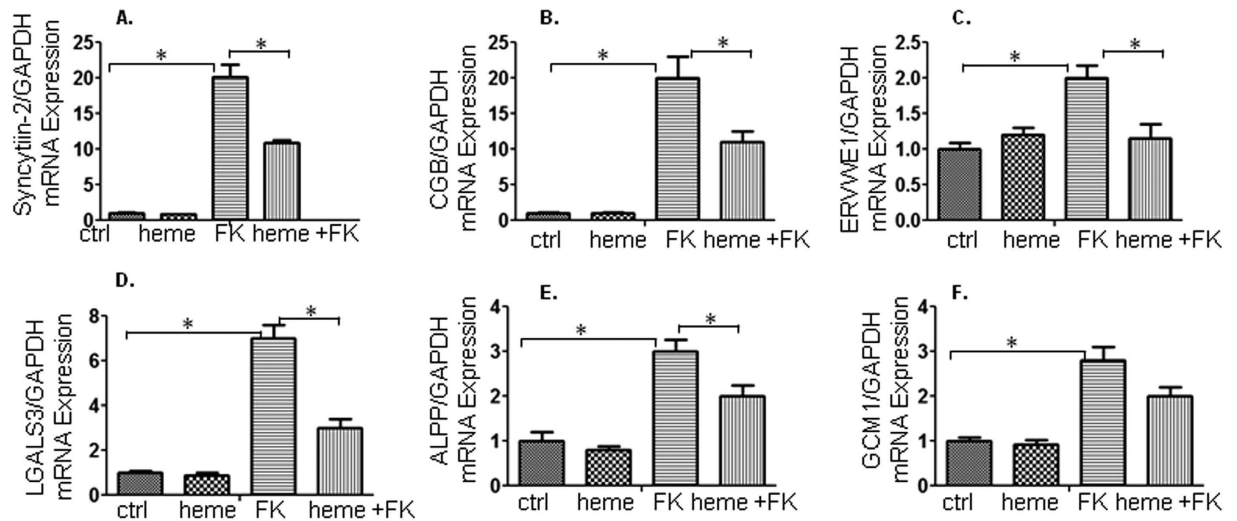 A.
Syncytiin-2/GAPDH
mRNA Expression
25
20
15
10
5
0
*
*
ctrl heme FK heme +FK
B.
CGB/GAPDH
mRNA Expression
25
20
15
10
5
0
*
*
ctrl heme FK heme +FK
C.
ERVWE1/GAPDH
mRNA Expression
2.5
2.0
1.5
1.0
0.5
0.0
*
*
ctrl heme FK heme +FK
D.
LGALS3/GAPDH
mRNA Expression
8
6
4
2
0
*
*
ctrl heme FK heme +FK
E.
ALPP/GAPDH
mRNA Expression
4
3
2
1
0
*
*
ctrl heme FK heme +FK
F.
GCM1/GAPDH
mRNA Expression
4
3
2
1
0
*
ctrl heme FK heme +FK